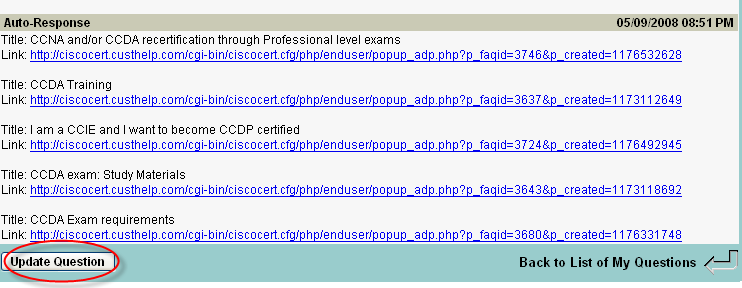 Auto-Response 05/09/2008 08:51 PM
Title: CCNA and/or CCDA recertification through Professional level exams
Link: http://ciscocert.custhelp.com/cgi-bin/ciscocert.cfg/php/enduser/popup_adp.php?p_faqid=3746&p_created=1176532628
Title: CCDA Training
Link: http://ciscocert.custhelp.com/cgi-bin/ciscocert.cfg/php/enduser/popup_adp.php?p_faqid=3637&p_created=1173112649
Title: I am a CCIE and I want to become CCDP certified
Link: http://ciscocert.custhelp.com/cgi-bin/ciscocert.cfg/php/enduser/popup_adp.php?p_faqid=3724&p_created=1176492945
Title: CCDA exam: Study Materials
Link: http://ciscocert.custhelp.com/cgi-bin/ciscocert.cfg/php/enduser/popup_adp.php?p_faqid=3643&p_created=1173118692
Title: CCDA Exam requirements
Link: http://ciscocert.custhelp.com/cgi-bin/ciscocert.cfg/php/enduser/popup_adp.php?p_faqid=3680&p_created=1176331748
Update Question Back to List of My Questions